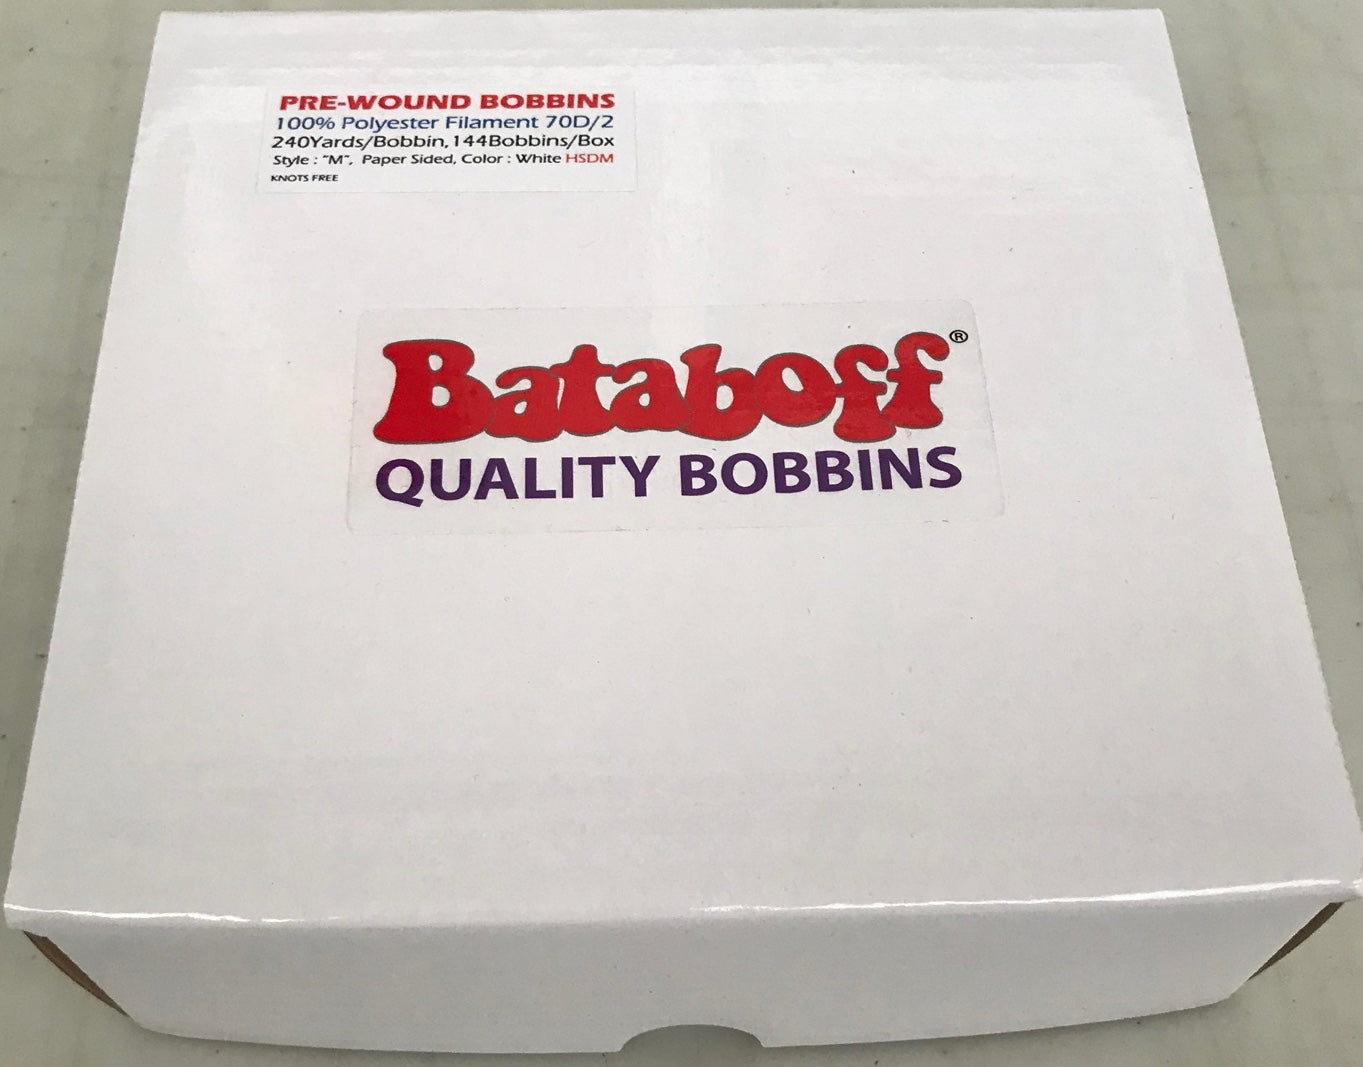 PRE-WOUND BOBBINS
100% Polyester Filament 70D/2
240Yards/Bobbin, 144Bobbins/Box
Style : "M", Paper Sided, Color : White HSDM
KNOTS FREE
Bataboff®
QUALITY BOBBINS